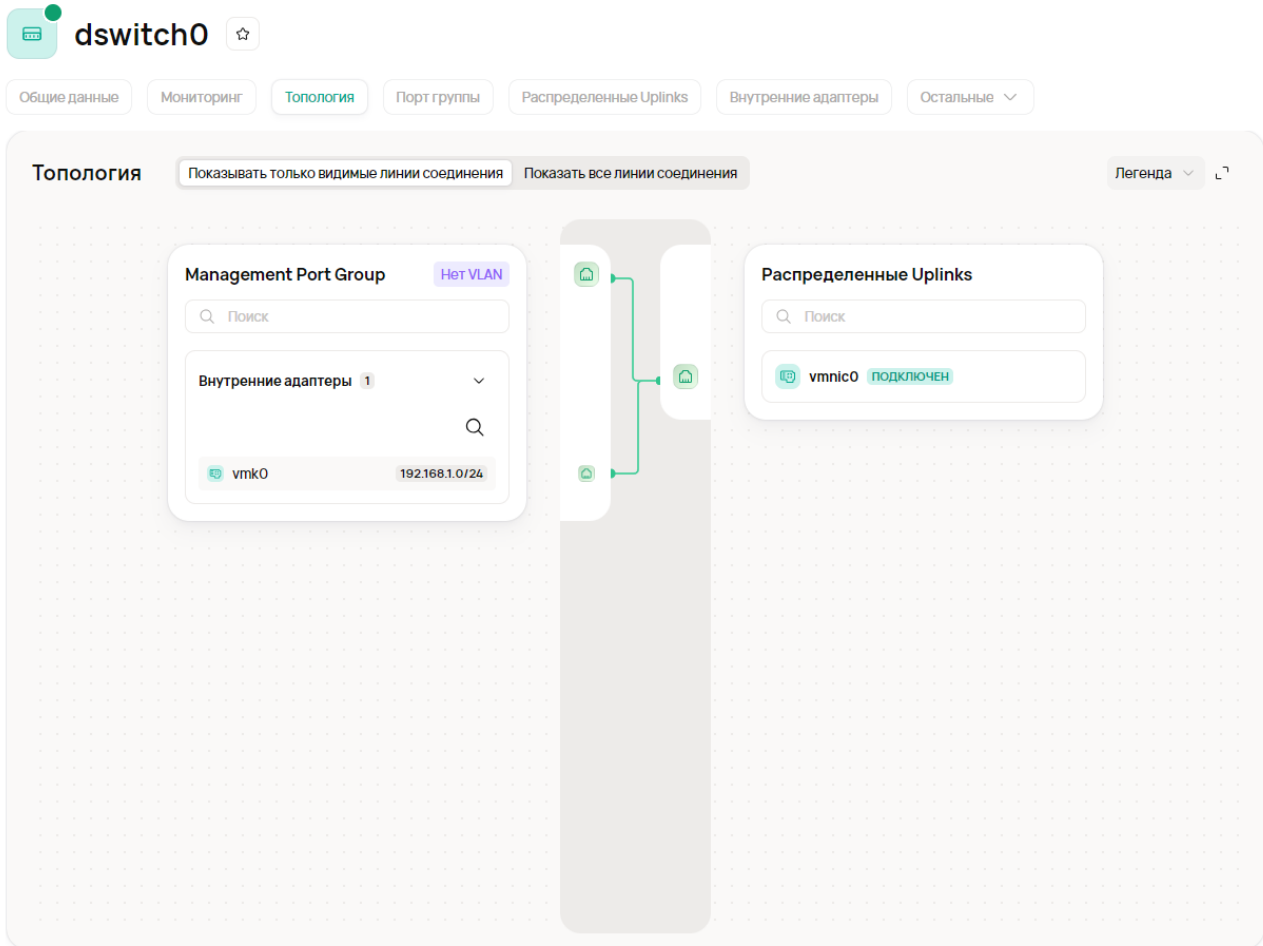 dswitch0
Общие данные
Мониторинг
Топология
Порт группы
Распределенные Uplinks
Внутренние адаптеры
Остальные
Топология
Показывать только видимые линии соединения
Показать все линии соединения
Легенда
Management Port Group
Нет VLAN
Поиск
Внутренние адаптеры 1
vmk0
192.168.1.0/24
Распределенные Uplinks
Поиск
vmnic0 ПОДКЛЮЧЕН